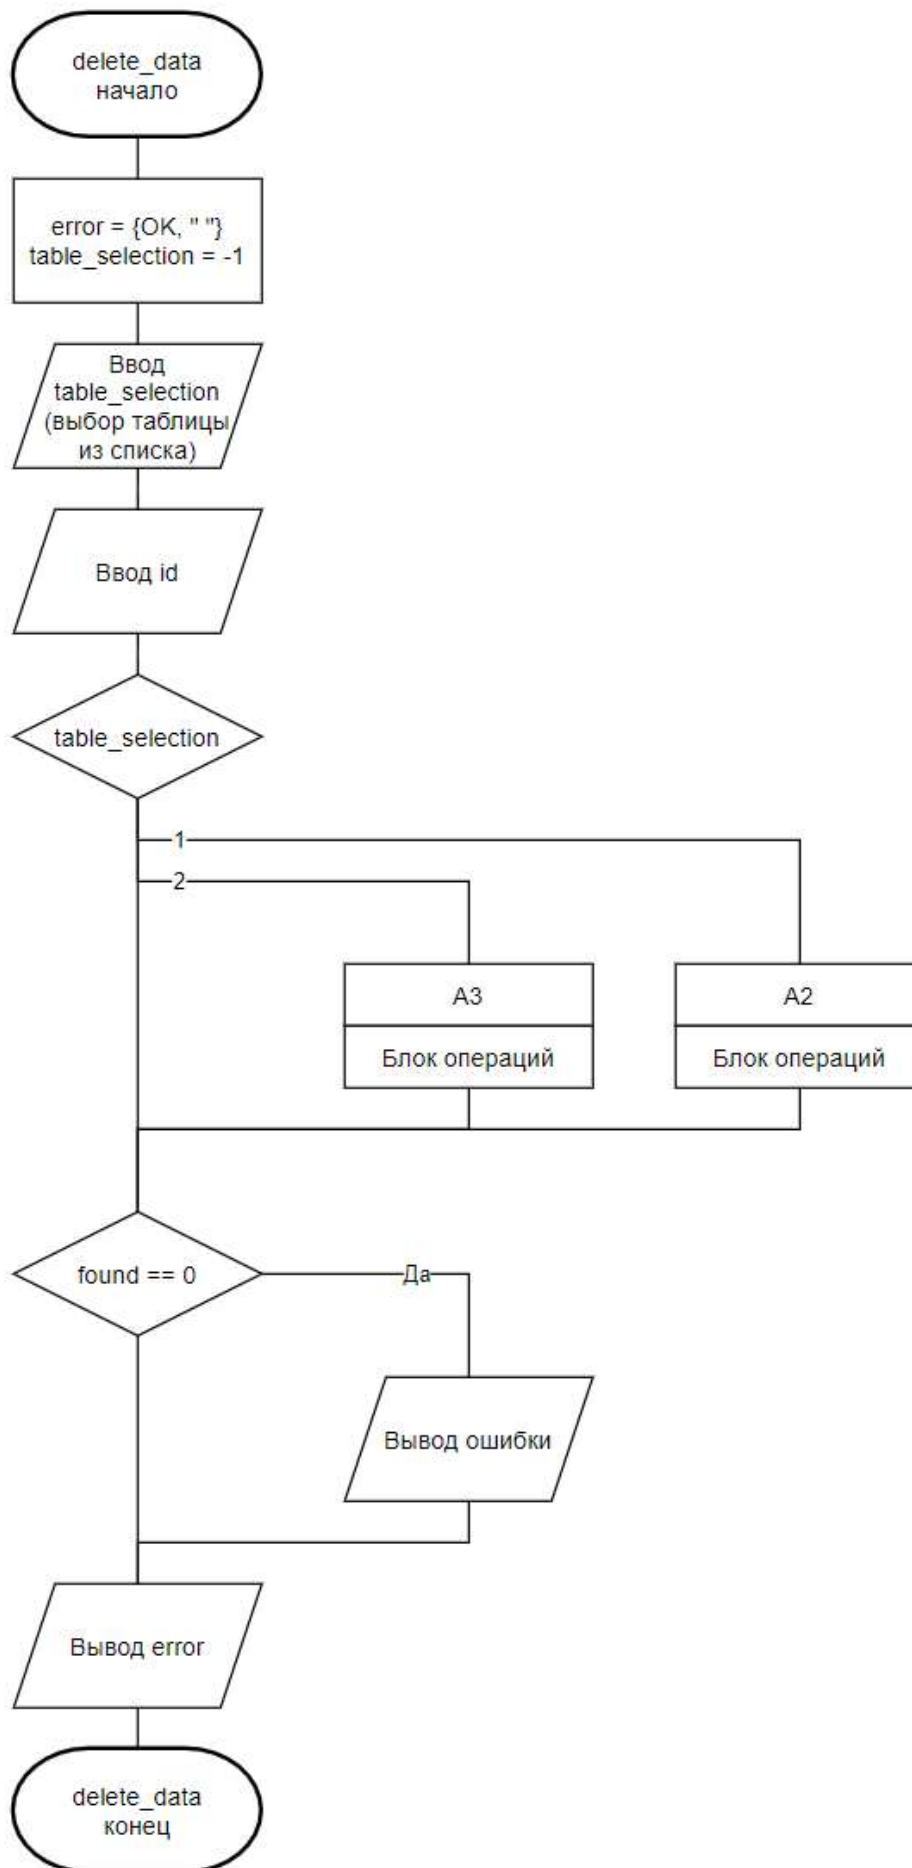 delete_data
начало
error = {OK, " "}
table_selection = -1
Ввод
table_selection
(выбор таблицы
из списка)
Ввод id
table_selection
1
2
A3
A2
Блок операций
Блок операций
found == 0
Да
Вывод ошибки
Вывод error
delete_data
конец